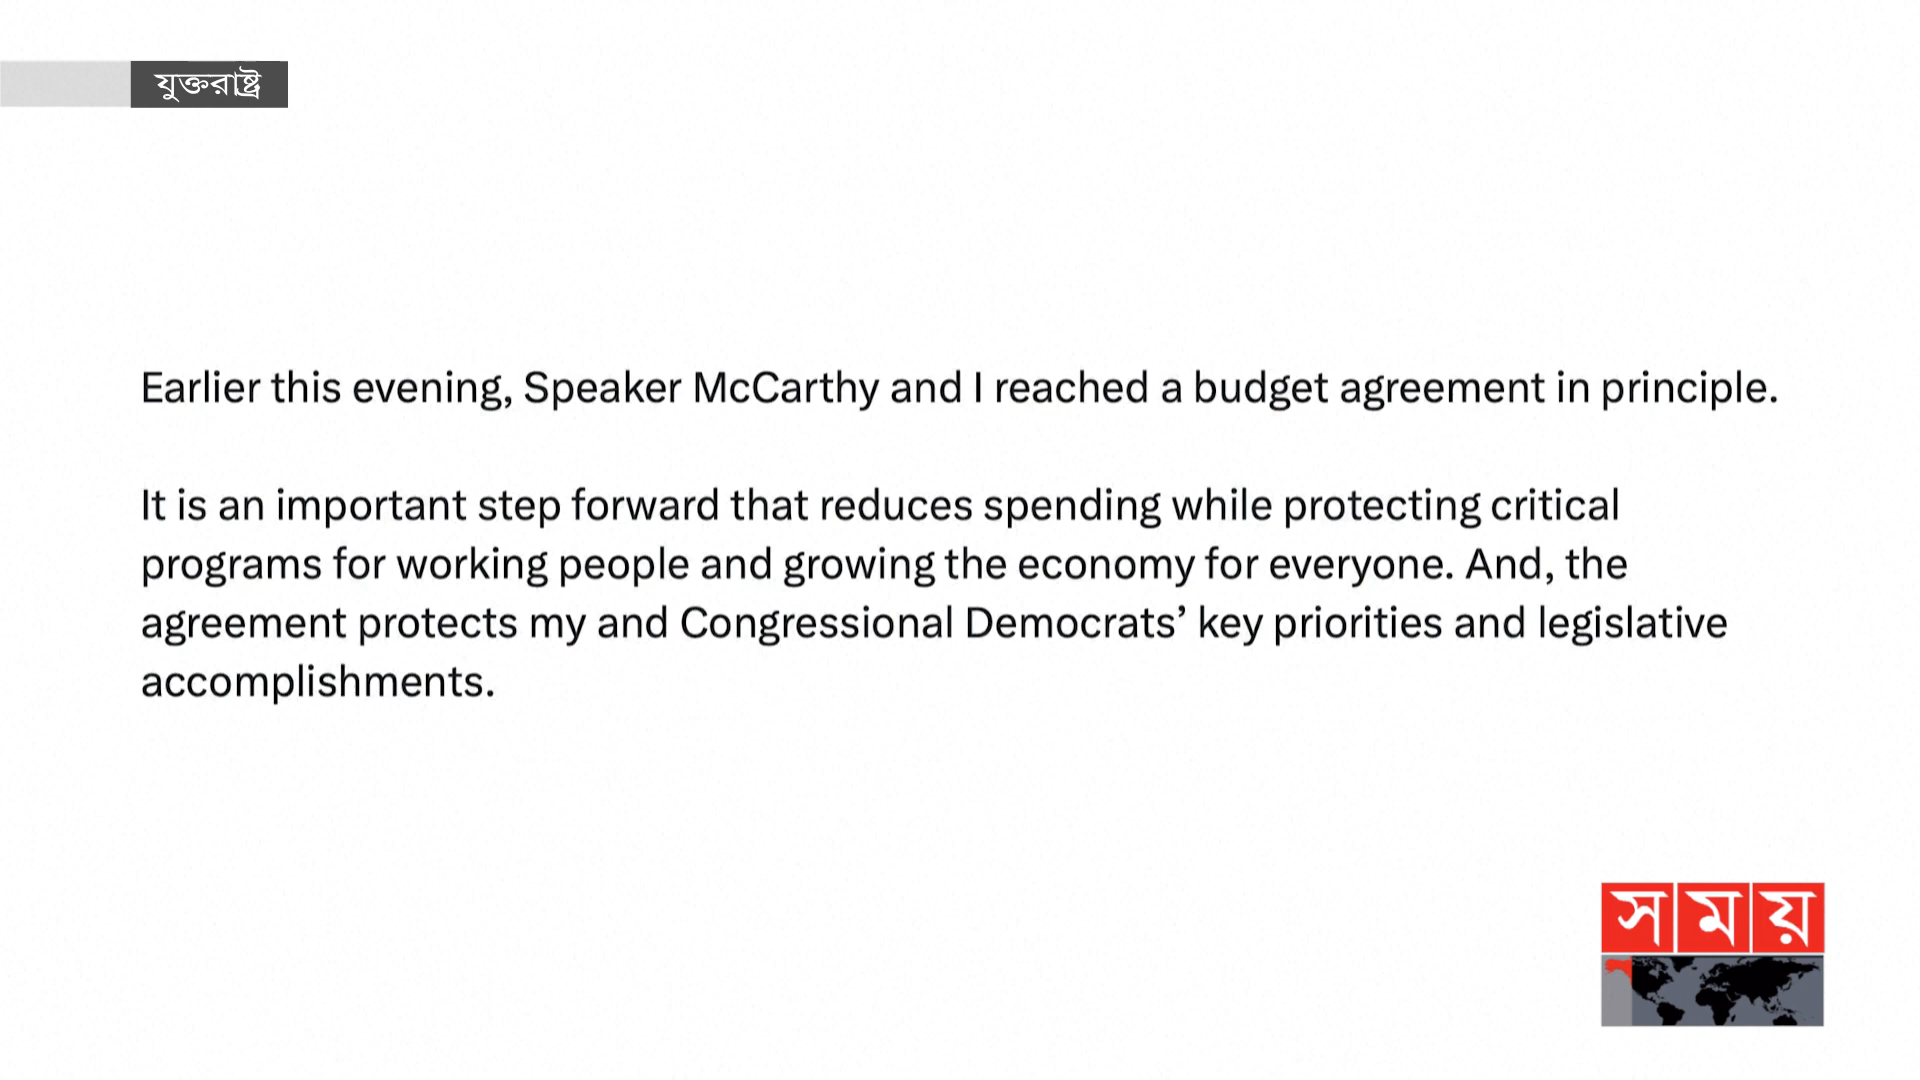 যুক্তরাষ্ট্র
Earlier this evening, Speaker McCarthy and I reached a budget agreement in principle.
It is an important step forward that reduces spending while protecting critical
programs for working people and growing the economy for everyone. And, the
agreement protects my and Congressional Democrats’ key priorities and legislative
accomplishments.
সময়